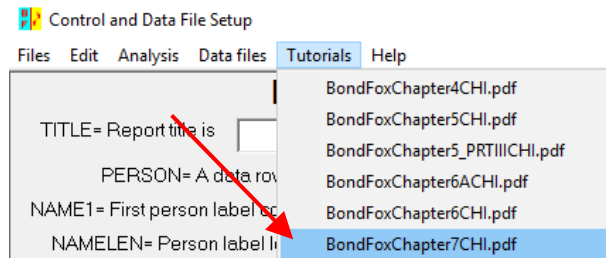 Control and Data File Setup
Files Edit Analysis Data files Tutorials Help
BondFoxChapter4CHI.pdf
BondFoxChapter5CHI.pdf
BondFoxChapter5_PRTIIICHI.pdf
BondFoxChapter6ACHI.pdf
BondFoxChapter6CHI.pdf
BondFoxChapter7CHI.pdf
TITLE= Report title is
PERSON= A data row
NAME1= First person label co
NAMELEN= Person label l